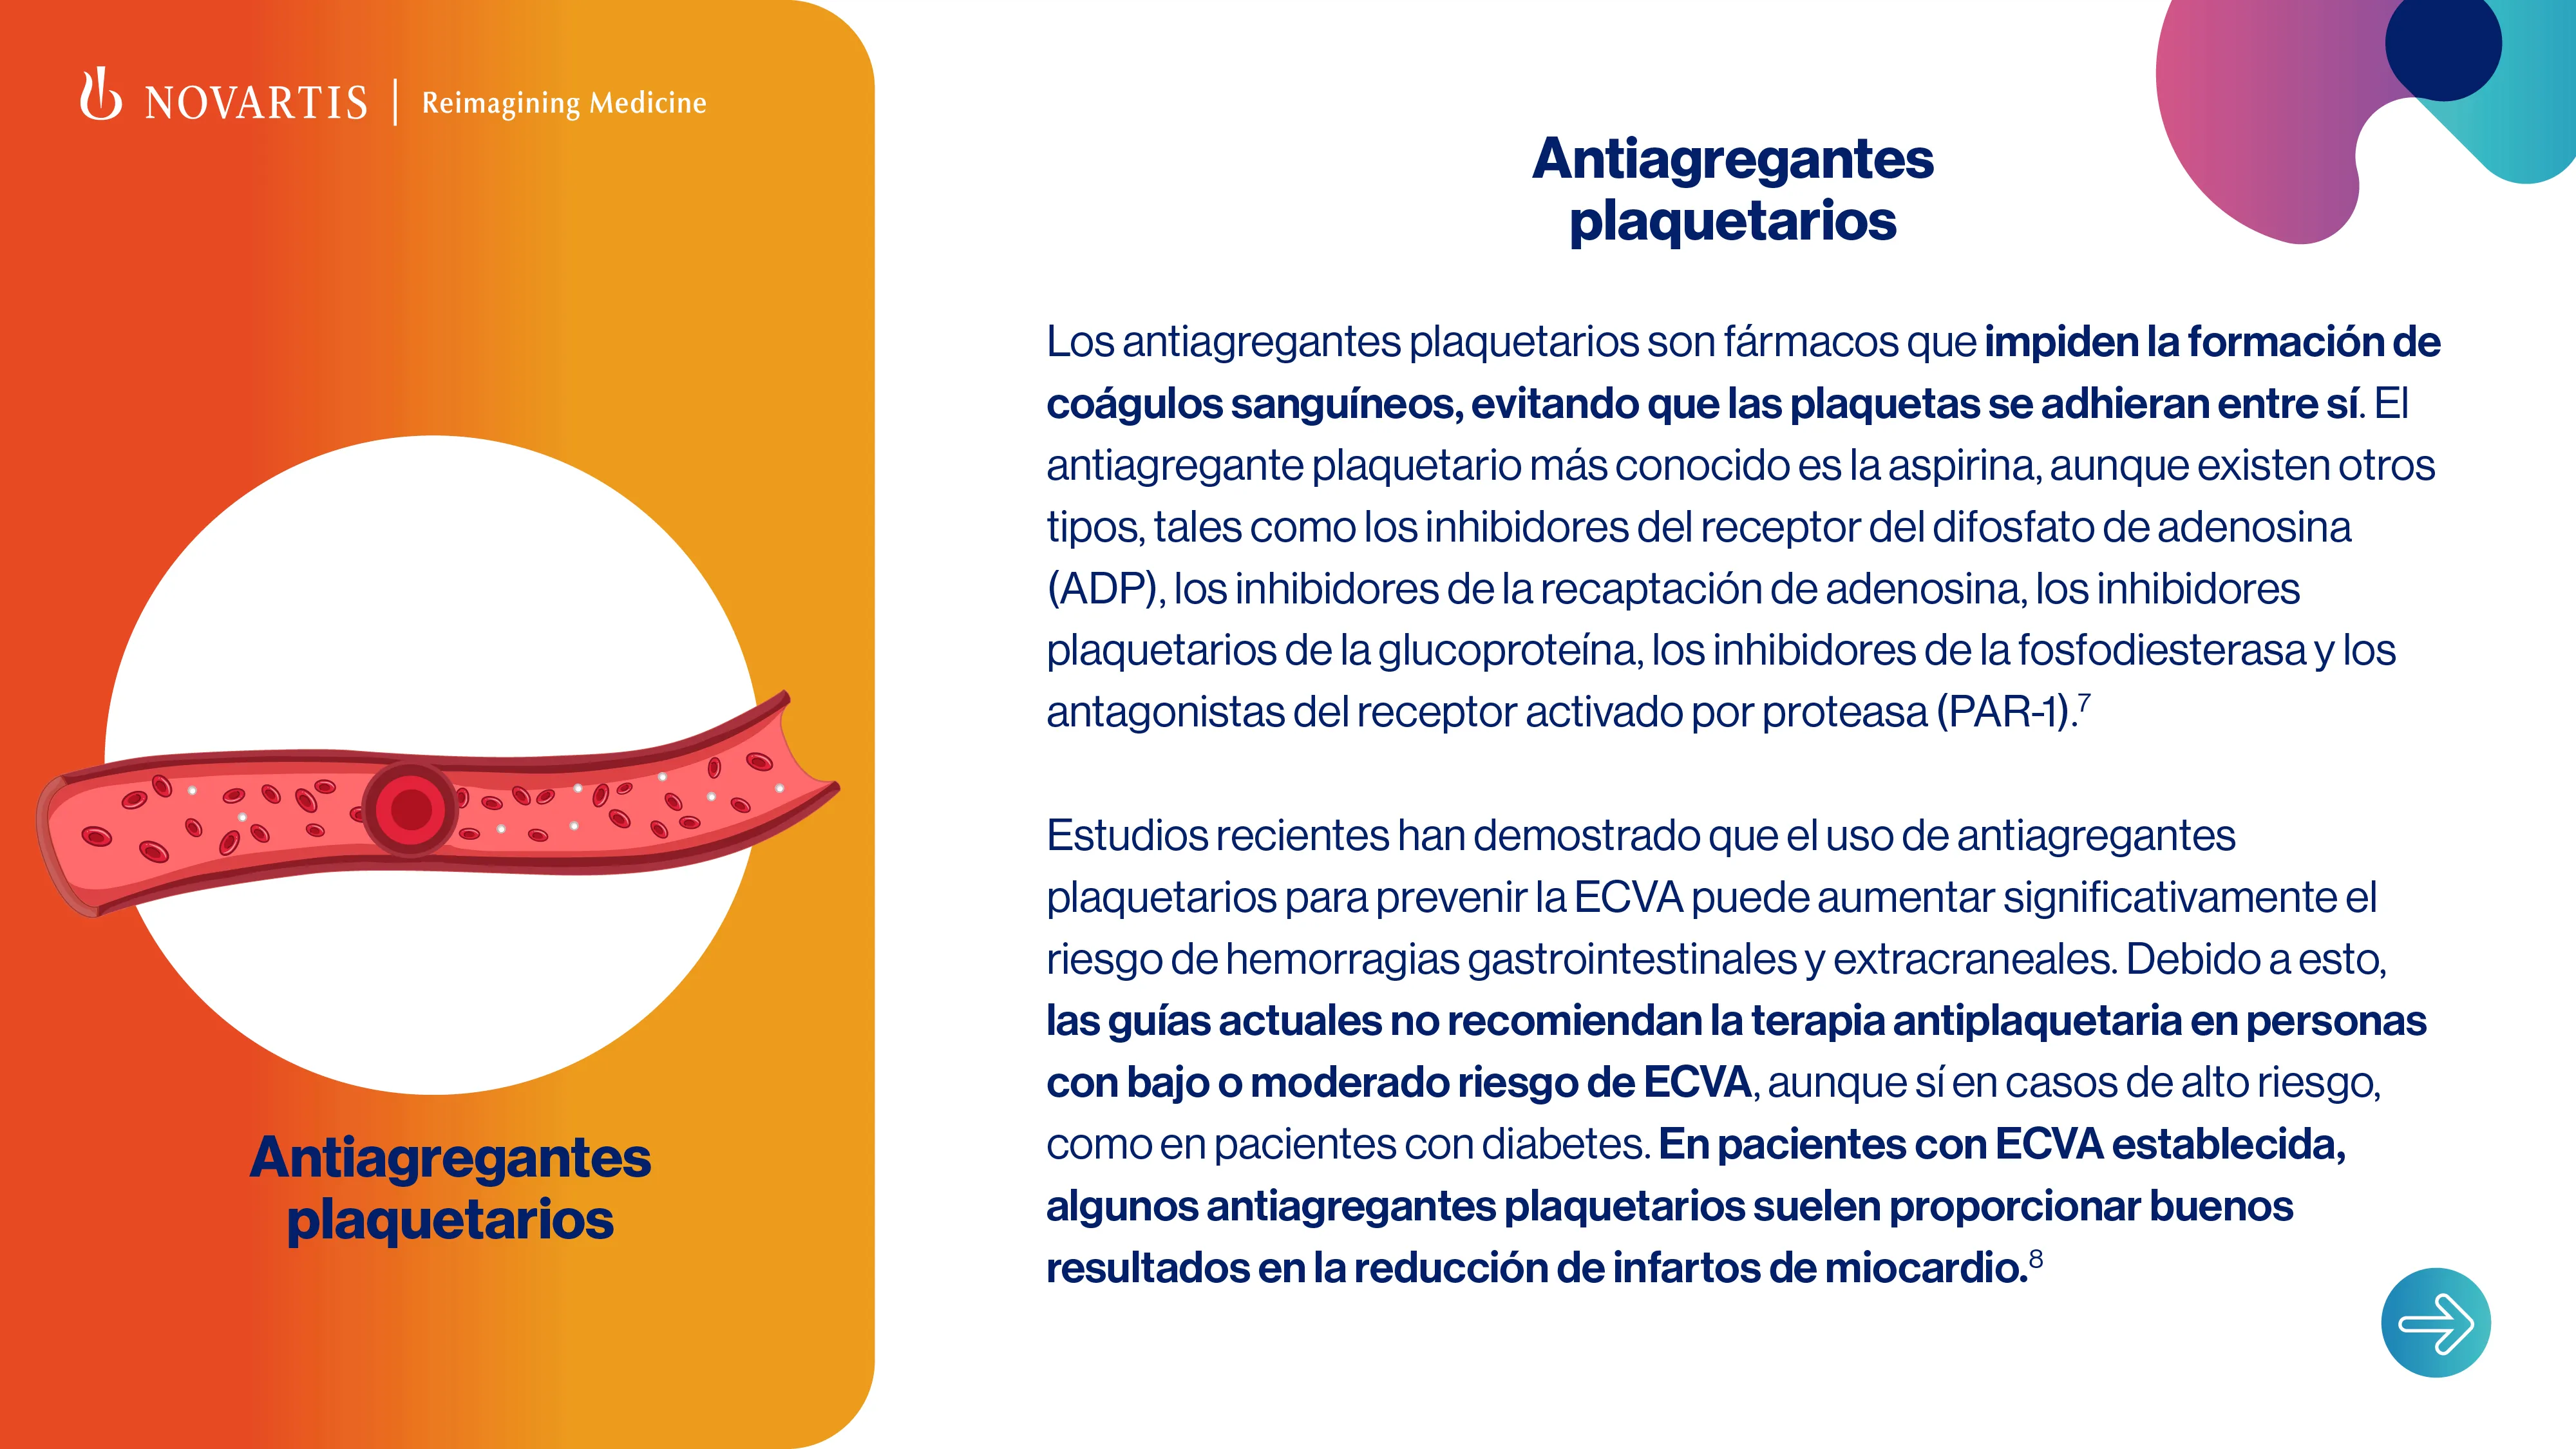 NOVARTIS | Reimagining Medicine
Antiagregantes
plaquetarios
Antiagregantes
plaquetarios
Los antiagregantes plaquetarios son fármacos que impiden la formación de
coágulos sanguíneos, evitando que las plaquetas se adhieran entre sí. El
antiagregante plaquetario más conocido es la aspirina, aunque existen otros
tipos, tales como los inhibidores del receptor del difosfato de adenosina
(ADP), los inhibidores de la recaptación de adenosina, los inhibidores
plaquetarios de la glucoproteína, los inhibidores de la fosfodiesterasa y los
antagonistas del receptor activado por proteasa (PAR-1).7
Estudios recientes han demostrado que el uso de antiagregantes
plaquetarios para prevenir la ECVA puede aumentar significativamente el
riesgo de hemorragias gastrointestinales y extracraneales. Debido a esto,
las guías actuales no recomiendan la terapia antiplaquetaria en personas
con bajo o moderado riesgo de ECVA, aunque sí en casos de alto riesgo,
como en pacientes con diabetes. En pacientes con ECVA establecida,
algunos antiagregantes plaquetarios suelen proporcionar buenos
resultados en la reducción de infartos de miocardio.8